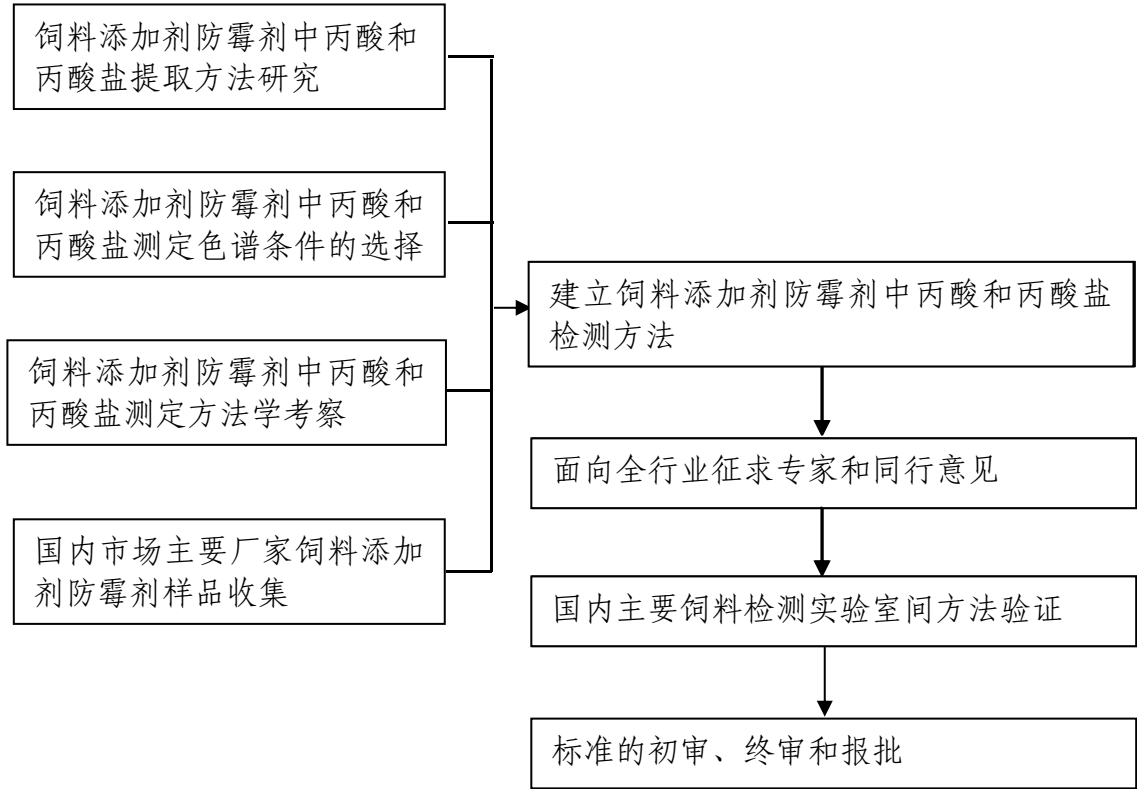 饲料添加剂防霉剂中丙酸和
丙酸盐提取方法研究
饲料添加剂防霉剂中丙酸和
丙酸盐测定色谱条件的选择
饲料添加剂防霉剂中丙酸和
丙酸盐测定方法学考察
国内市场主要厂家饲料添加
剂防霉剂样品收集
建立饲料添加剂防霉剂中丙酸和丙酸盐
检测方法
面向全行业征求专家和同行意见
国内主要饲料检测实验室间方法验证
标准的初审、终审和报批